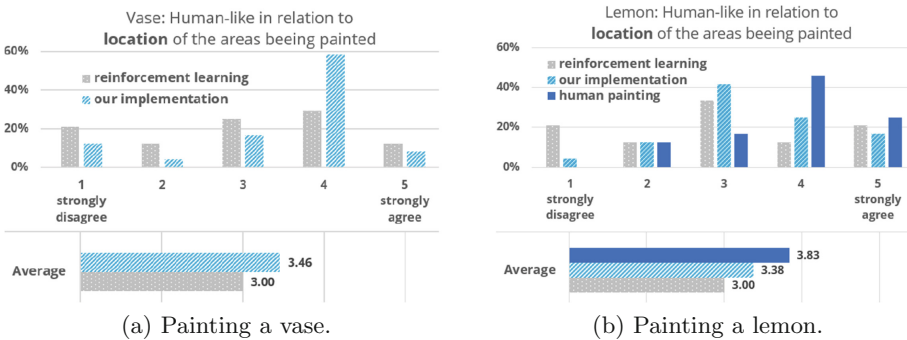 Vase: Human-like in relation to
location of the areas beeing painted
60%
40%
20%
0%
reinforcement learning
our implementation
1
strongly
disagree
2
3
4
5
strongly
agree
Average
3.46
3.00
(a) Painting a vase.
Lemon: Human-like in relation to
location of the areas beeing painted
60%
40%
20%
0%
reinforcement learning
our implementation
human painting
1
strongly
disagree
2
3
4
5
strongly
agree
Average
3.83
3.38
3.00
(b) Painting a lemon.